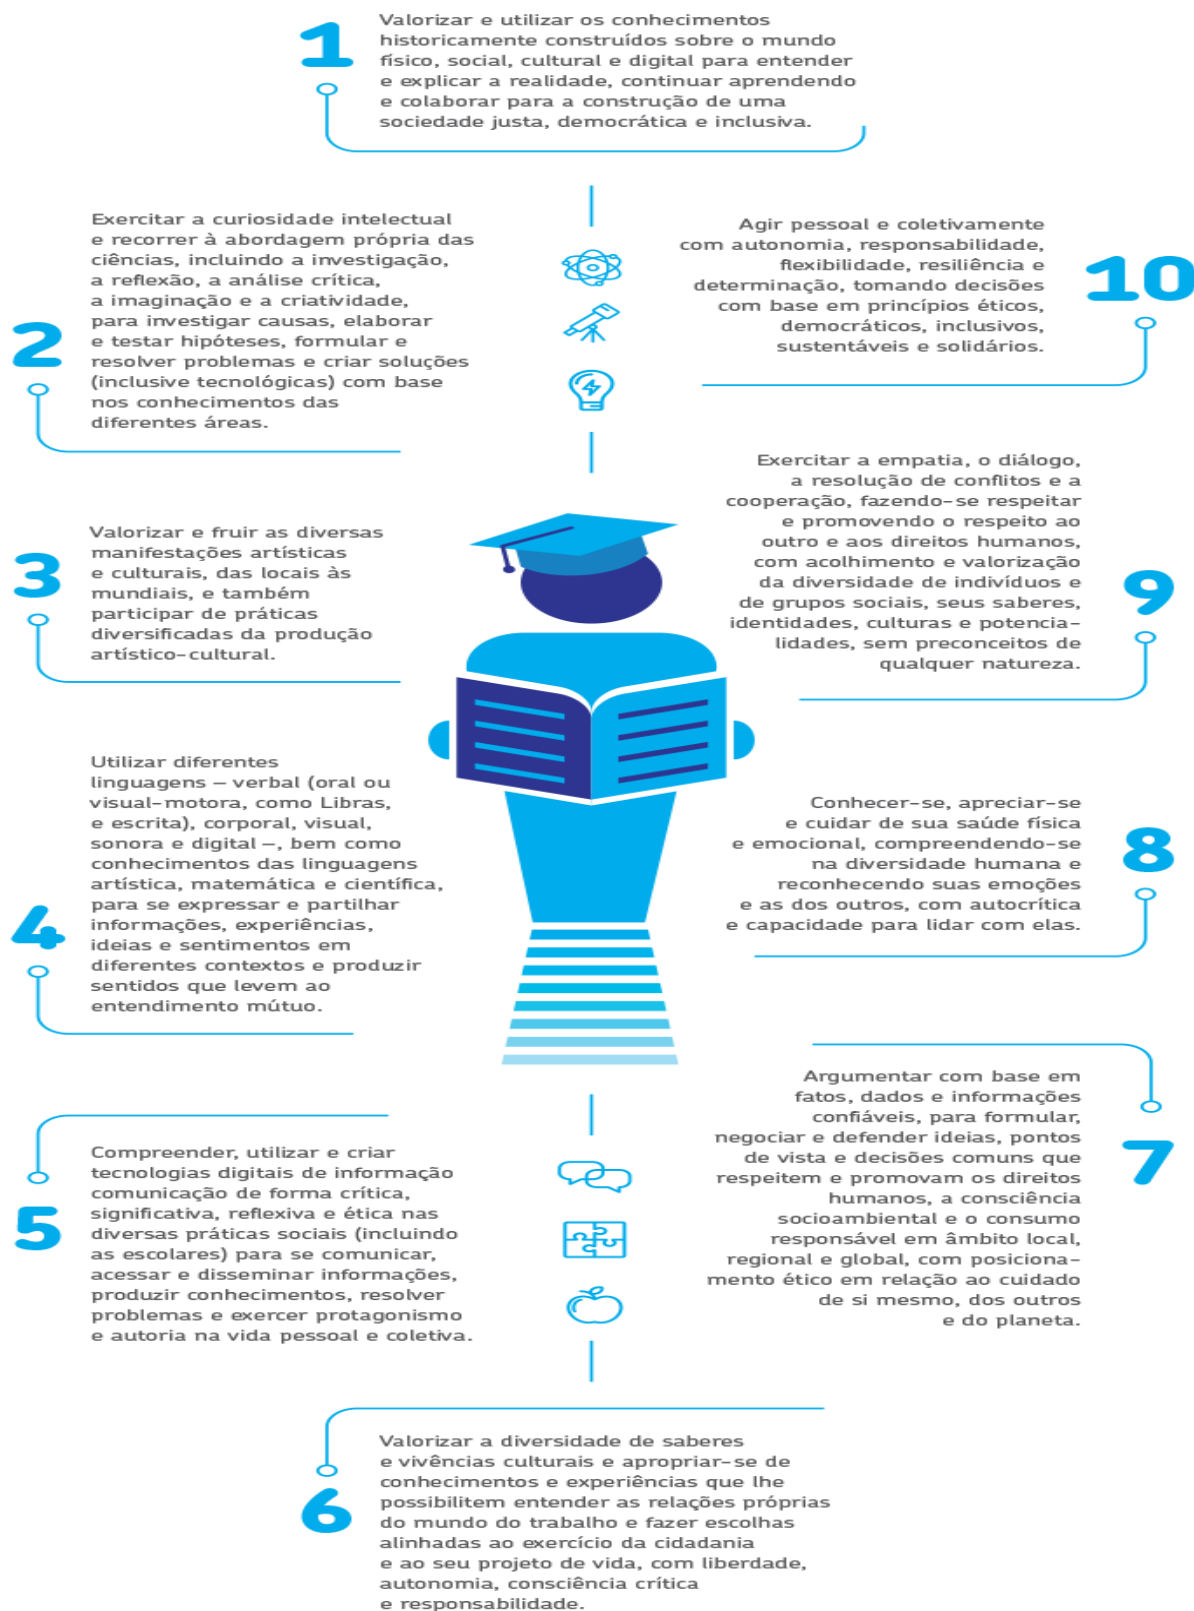 1
Valorizar e utilizar os conhecimentos
historicamente construídos sobre o mundo
físico, social, cultural e digital para entender
e explicar a realidade, continuar aprendendo
e colaborar para a construção de uma
sociedade justa, democrática e inclusiva.
2
Exercitar a curiosidade intelectual
e recorrer à abordagem própria das
ciências, incluindo a investigação,
a reflexão, a análise crítica,
a imaginação e a criatividade,
para investigar causas, elaborar
e testar hipóteses, formular e
resolver problemas e criar soluções
(inclusive tecnológicas) com base
nos conhecimentos das
diferentes áreas.
3
Valorizar e fruir as diversas
manifestações artísticas
e culturais, das locais às
mundiais, e também
participar de práticas
diversificadas da produção
artístico-cultural.
4
Utilizar diferentes
linguagens – verbal (oral ou
visual-motora, como Libras,
e escrita), corporal, visual,
sonora e digital –, bem como
conhecimentos das linguagens
artística, matemática e científica,
para se expressar e partilhar
informações, experiências,
ideias e sentimentos em
diferentes contextos e produzir
sentidos que levem ao
entendimento mútuo.
5
Compreender, utilizar e criar
tecnologias digitais de informação
comunicação de forma crítica,
significativa, reflexiva e ética nas
diversas práticas sociais (incluindo
as escolares) para se comunicar,
acessar e disseminar informações,
produzir conhecimentos, resolver
problemas e exercer protagonismo
e autoria na vida pessoal e coletiva.
6
Valorizar a diversidade de saberes
e vivências culturais e apropriar-se de
conhecimentos e experiências que lhe
possibilitem entender as relações próprias
do mundo do trabalho e fazer escolhas
alinhadas ao exercício da cidadania
e ao seu projeto de vida, com liberdade,
autonomia, consciência crítica
e responsabilidade.
7
Argumentar com base em
fatos, dados e informações
confiáveis, para formular,
negociar e defender ideias, pontos
de vista e decisões comuns que
respeitem e promovam os direitos
humanos, a consciência
socioambiental e o consumo
responsável em âmbito local,
regional e global, com posiciona-
mento ético em relação ao cuidado
de si mesmo, dos outros
e do planeta.
8
Conhecer-se, apreciar-se
e cuidar de sua saúde física
e emocional, compreendendo-se
na diversidade humana e
reconhecendo suas emoções
e as dos outros, com autocrítica
e capacidade para lidar com elas.
9
Exercitar a empatia, o diálogo,
a resolução de conflitos e a
cooperação, fazendo-se respeitar
e promovendo o respeito ao
outro e aos direitos humanos,
com acolhimento e valorização
da diversidade de indivíduos e
de grupos sociais, seus saberes,
identidades, culturas e potencia-
lidades, sem preconceitos de
qualquer natureza.
10
Agir pessoal e coletivamente
com autonomia, responsabilidade,
flexibilidade, resiliência e
determinação, tomando decisões
com base em princípios éticos,
democráticos, inclusivos,
sustentáveis e solidários.